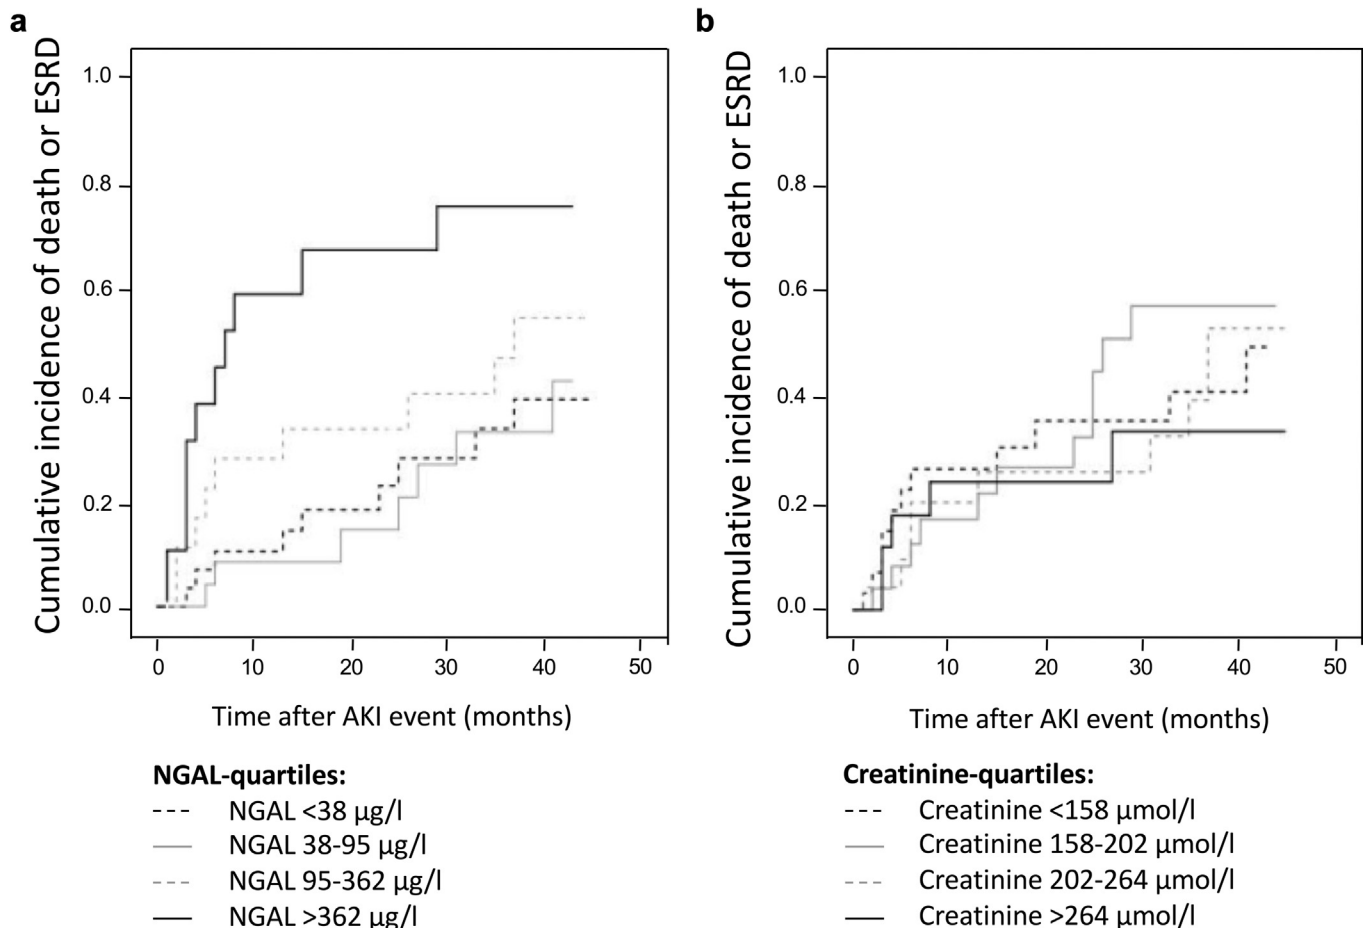 a
Cumulative incidence of death or ESRD
1.0
0.8
0.6
0.4
0.2
0.0
0 10 20 30 40 50
Time after AKI event (months)
NGAL-quartiles:
NGAL <38 µg/l
NGAL 38-95 µg/l
NGAL 95-362 µg/l
NGAL >362 µg/l
b
Cumulative incidence of death or ESRD
1.0
0.8
0.6
0.4
0.2
0.0
0 10 20 30 40 50
Time after AKI event (months)
Creatinine-quartiles:
Creatinine <158 µmol/l
Creatinine 158-202 µmol/l
Creatinine 202-264 µmol/l
Creatinine >264 µmol/l